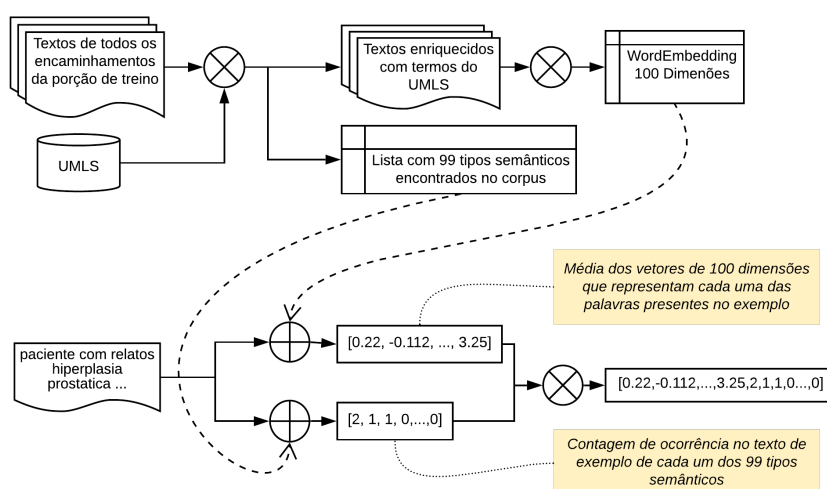 Textos de todos os
encaminhamentos
da porção de treino
Textos enriquecidos
com termos do
UMLS
WordEmbedding
100 Dimenões
UMLS
Lista com 99 tipos semânticos
encontrados no corpus
Média dos vetores de 100 dimensões
que representam cada uma das
palavras presentes no exemplo
paciente com relatos
hiperplasia
prostatica ...
[0.22, -0.112, ..., 3.25]
[0.22,-0.112,...,3.25,2,1,1,0...,0]
[2, 1, 1, 0,...,0]
Contagem de ocorrência no texto de
exemplo de cada um dos 99 tipos
semânticos